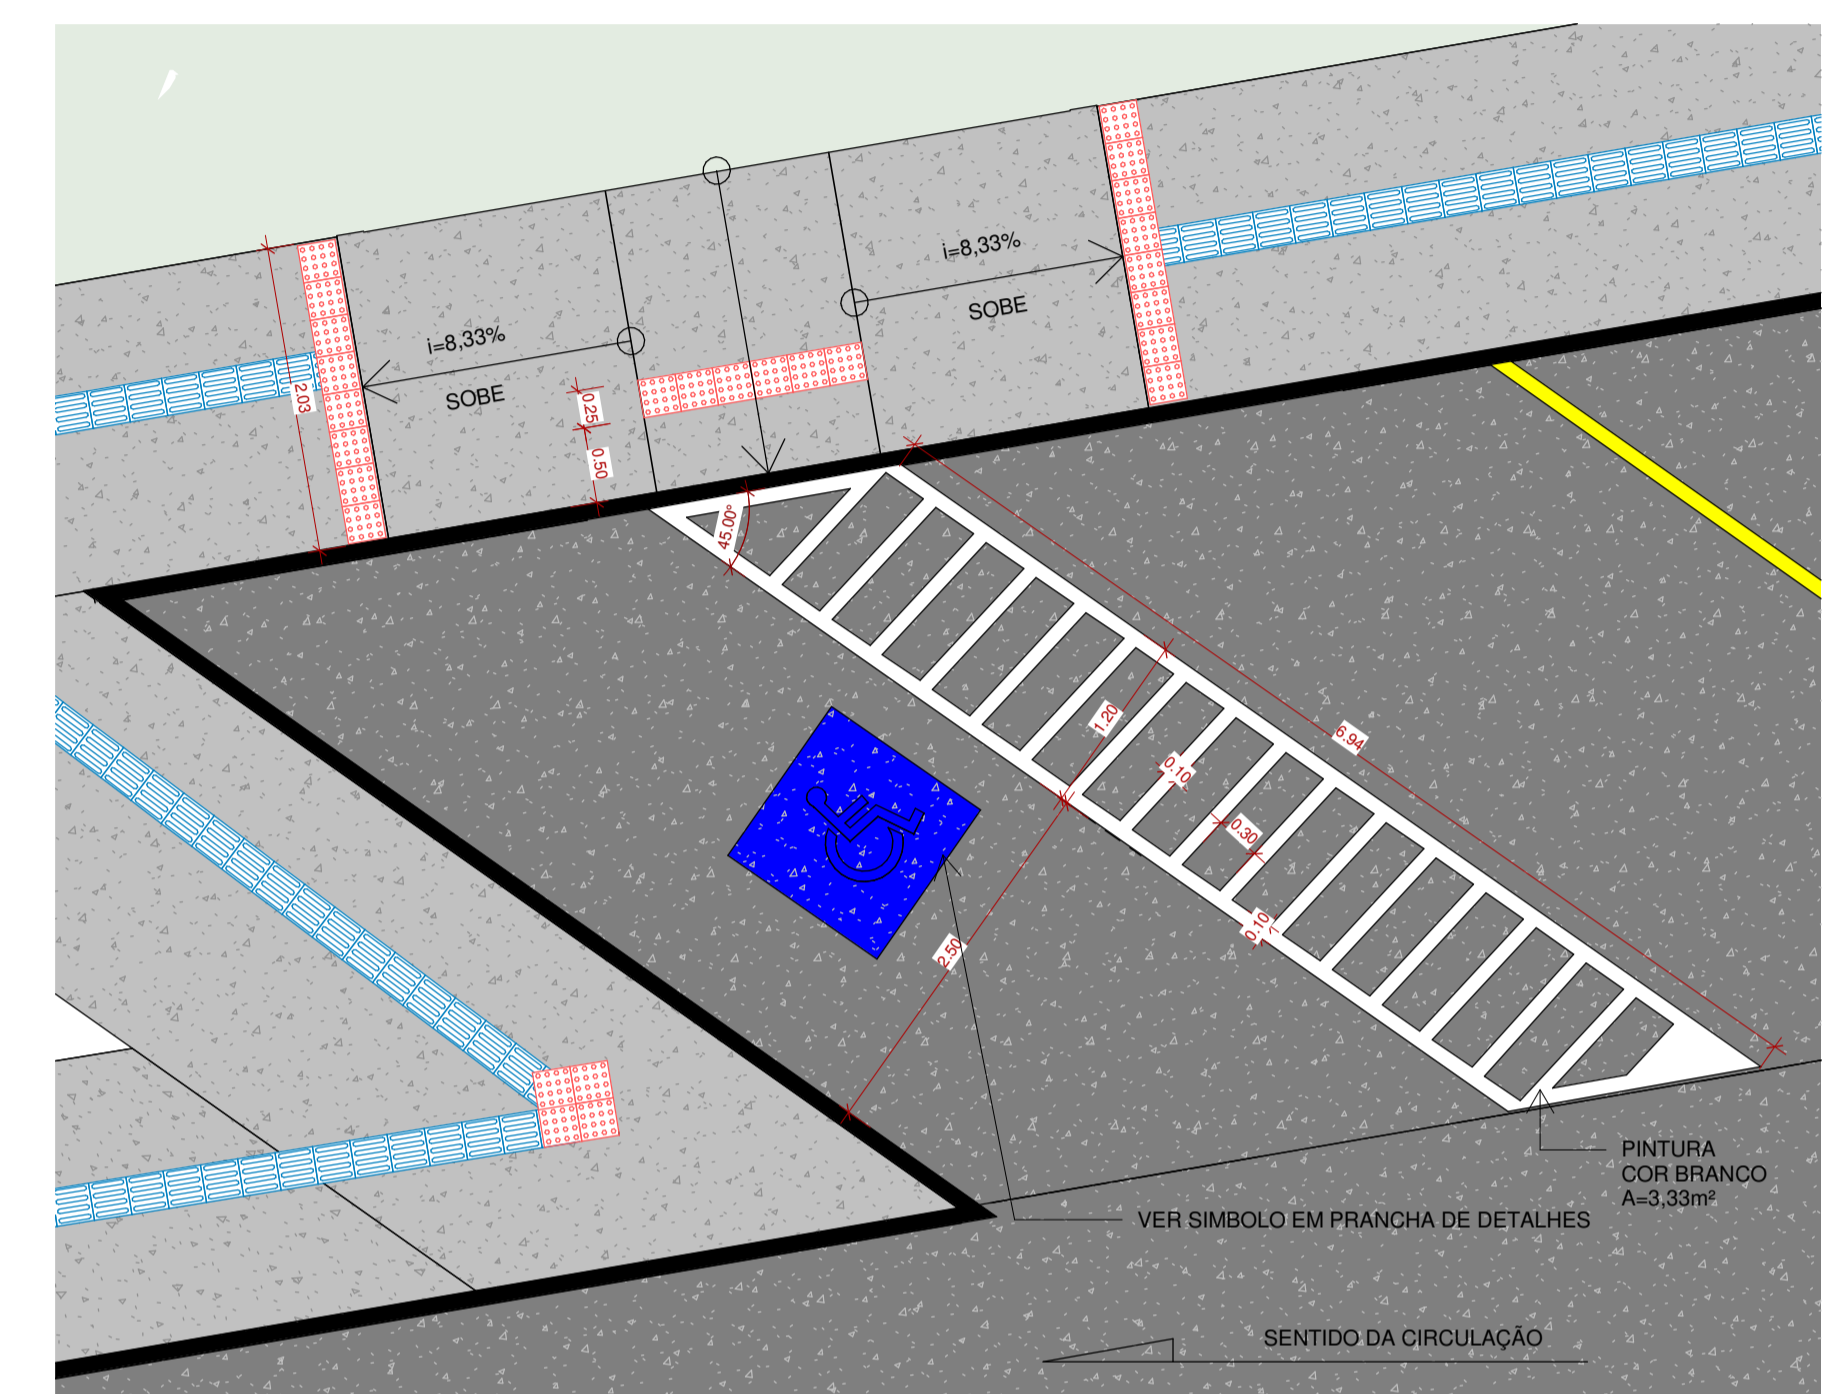 i=8,33%
SOBE
i=8,33%
SOBE
2.03
0.25
0.50
45.00°
1.20
6.94
0.10
0.30
0.10
2.50
PINTURA
COR BRANCO
A=3,33m²
VER SIMBOLO EM PRANCHA DE DETALHES
SENTIDO DA CIRCULAÇÃO